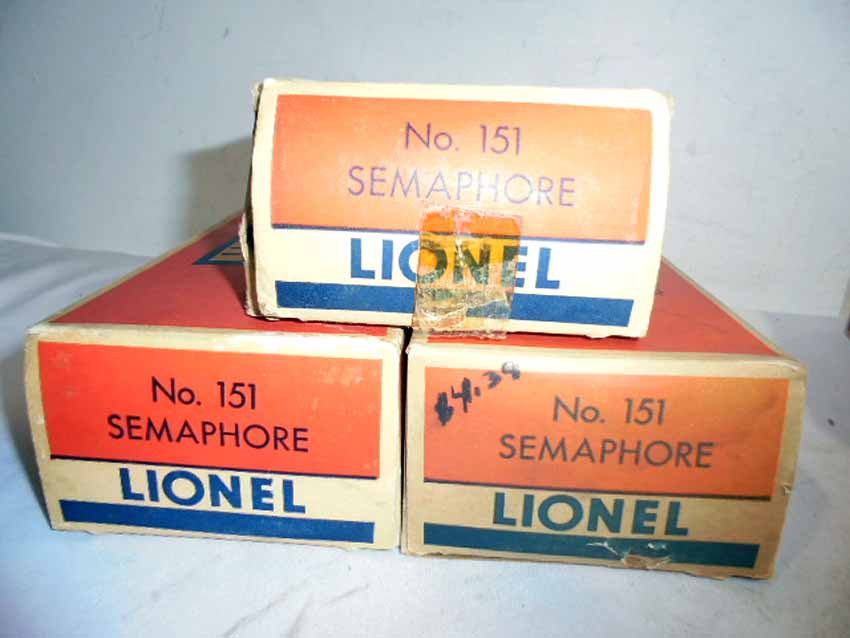 No. 151
SEMAPHORE
LIONEL
No. 151
SEMAPHORE
LIONEL
$4.39
No. 151
SEMAPHORE
LIONEL